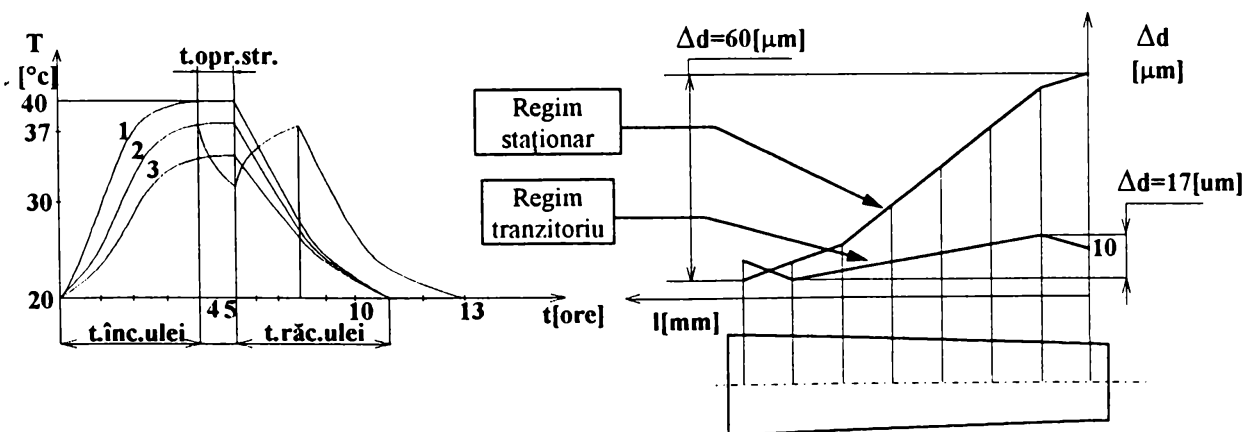 T
[°c]
t.opr.str.
40
37
30
20
1
2
3
4 5
10
13
t[ore]
t.înc.ulei
t.răc.ulei
Δd=60[μm]
Regim
staţionar
Regim
tranzitoriu
Δd
[μm]
Δd=17[um]
10
l[mm]